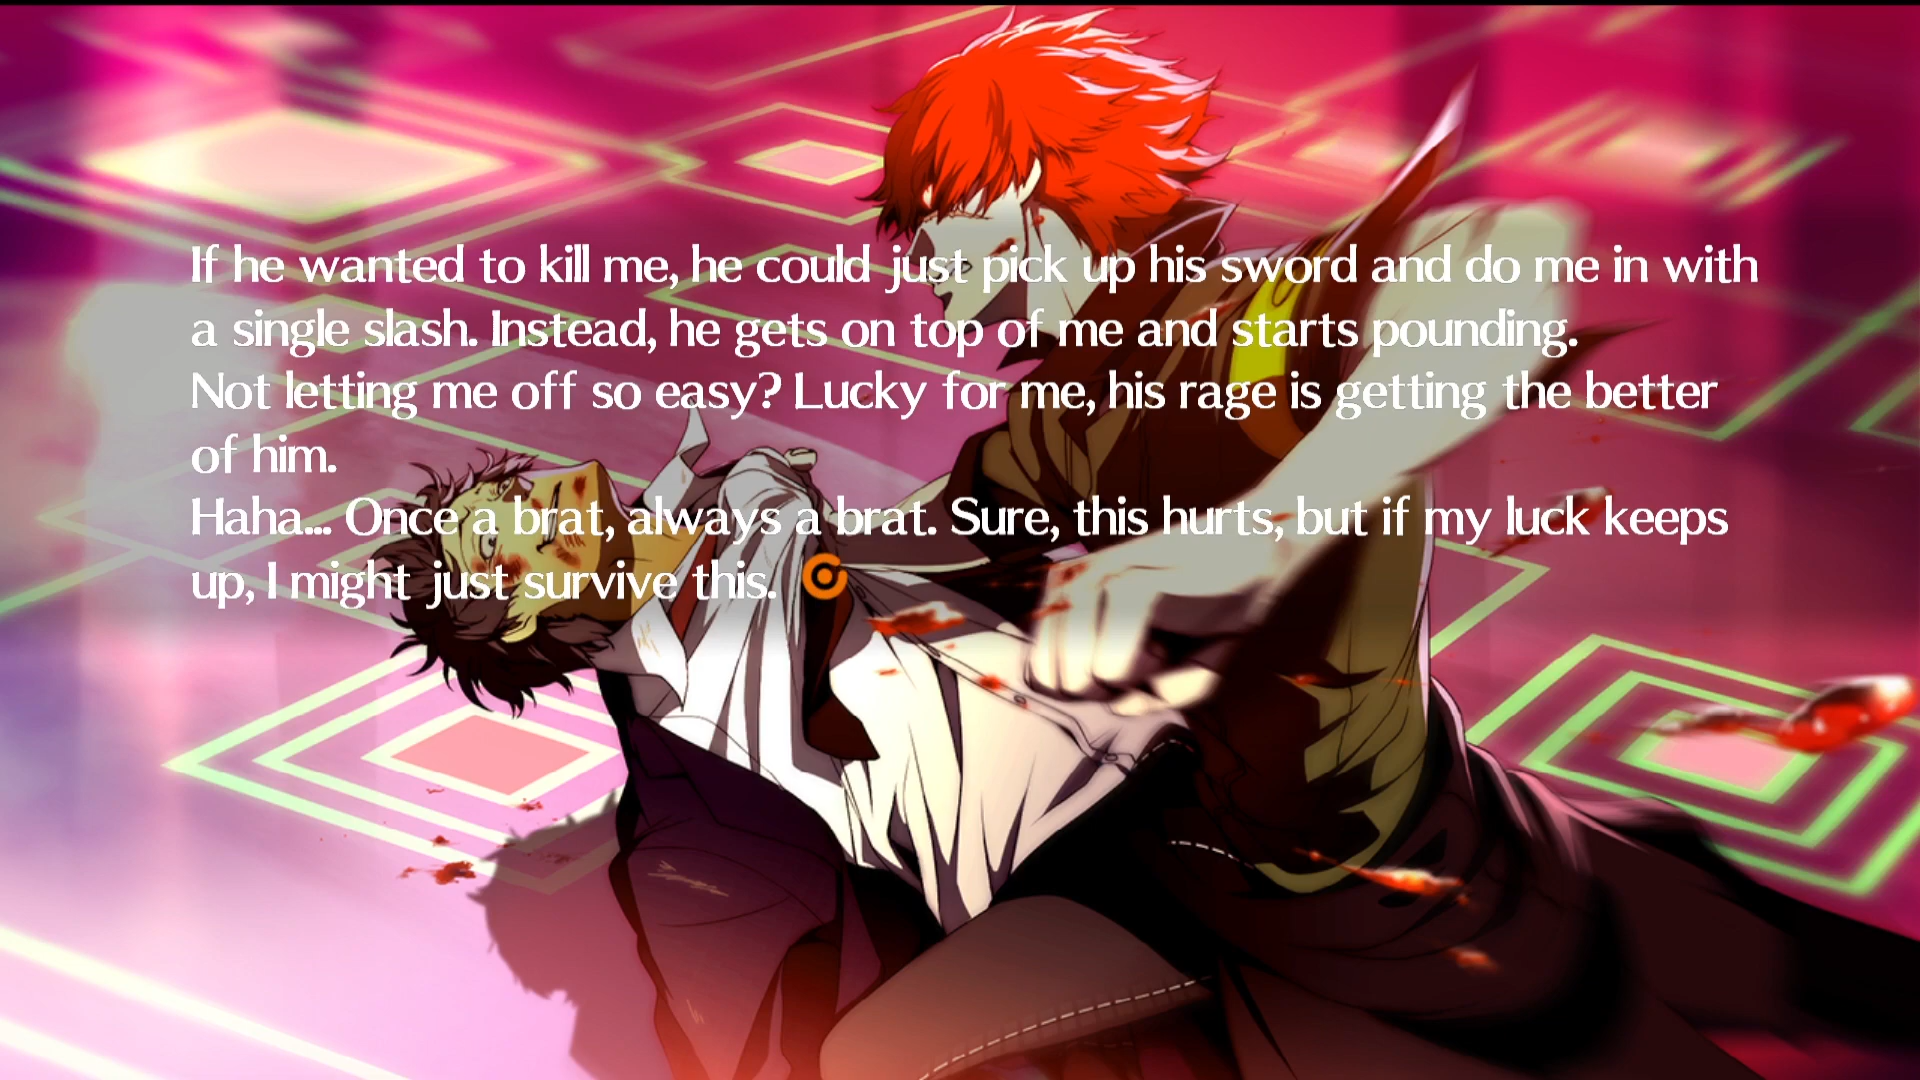 If he wanted to kill me, he could just pick up his sword and do me in with
a single slash. Instead, he gets on top of me and starts pounding.
Not letting me off so easy? Lucky for me, his rage is getting the better
of him.
Haha... Once a brat, always a brat. Sure, this hurts, but if my luck keeps
up, I might just survive this.